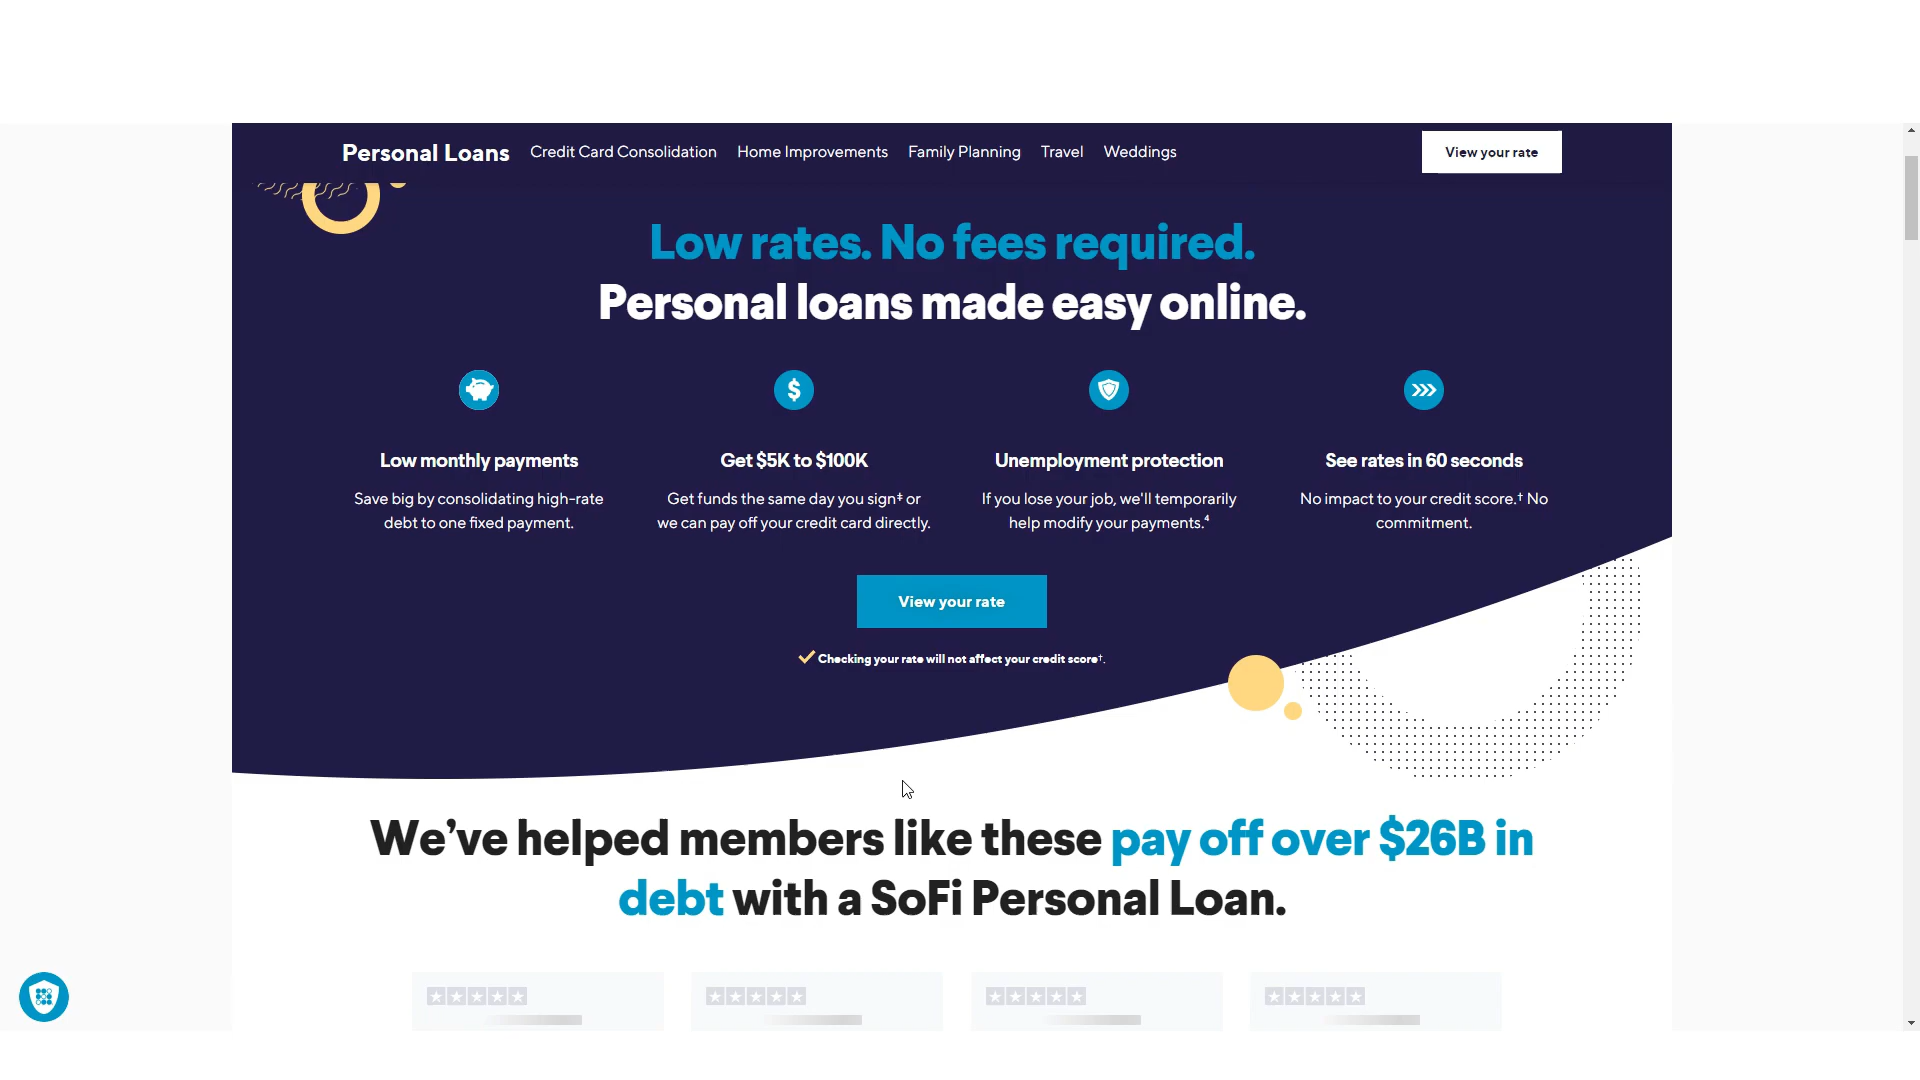 Personal Loans Credit Card Consolidation Home Improvements Family Planning Travel Weddings View your rate
Low rates. No fees required.
Personal loans made easy online.
Low monthly payments
Save big by consolidating high-rate
debt to one fixed payment.
Get $5K to $100K
Get funds the same day you sign‡ or
we can pay off your credit card directly.
Unemployment protection
If you lose your job, we'll temporarily
help modify your payments.⁴
See rates in 60 seconds
No impact to your credit score.† No
commitment.
View your rate
Checking your rate will not affect your credit score†.
We’ve helped members like these pay off over $26B in
debt with a SoFi Personal Loan.